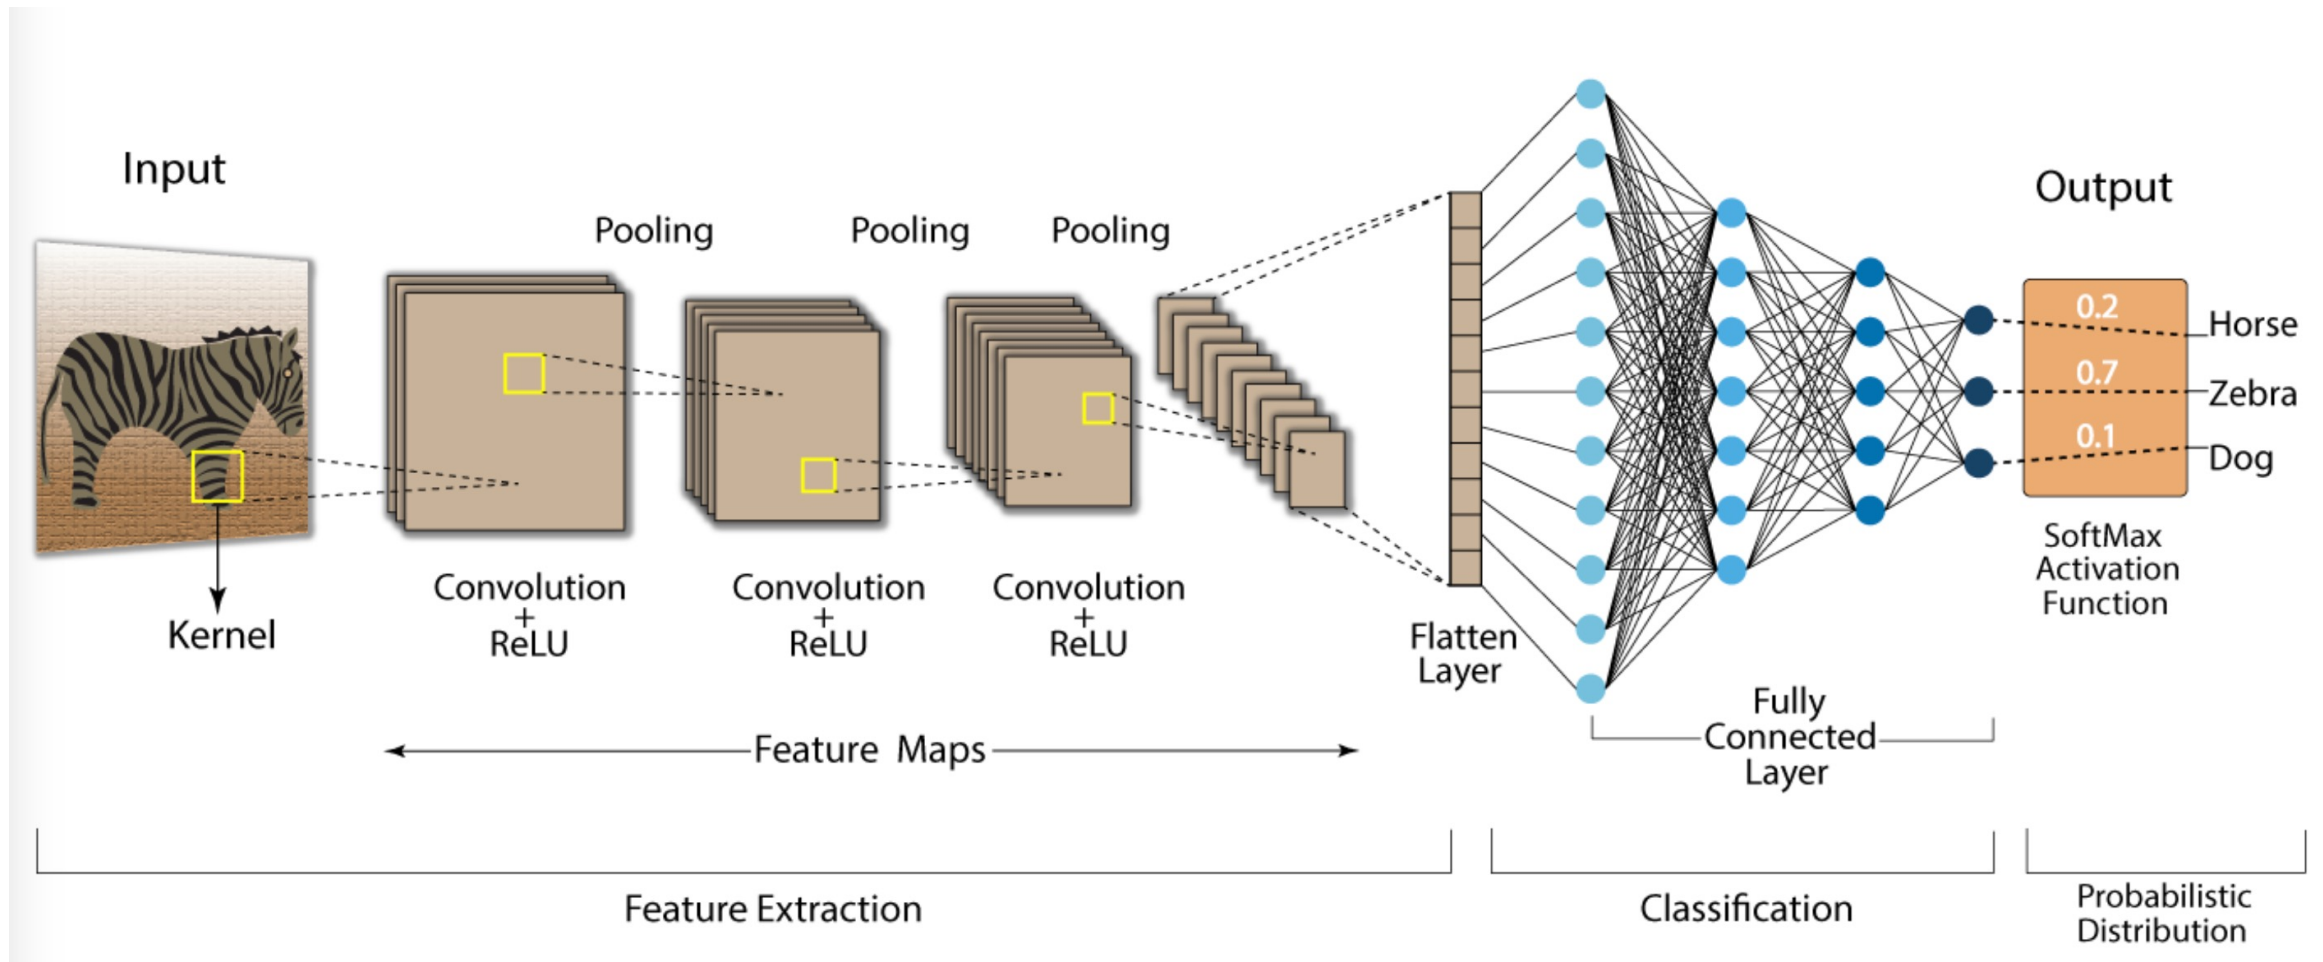 Input
Kernel
Pooling
Pooling
Pooling
Convolution
+
ReLU
Convolution
+
ReLU
Convolution
+
ReLU
Feature Maps
Flatten
Layer
Fully
Connected
Layer
Output
0.2
Horse
0.7
Zebra
0.1
Dog
SoftMax
Activation
Function
Feature Extraction
Classification
Probabilistic
Distribution